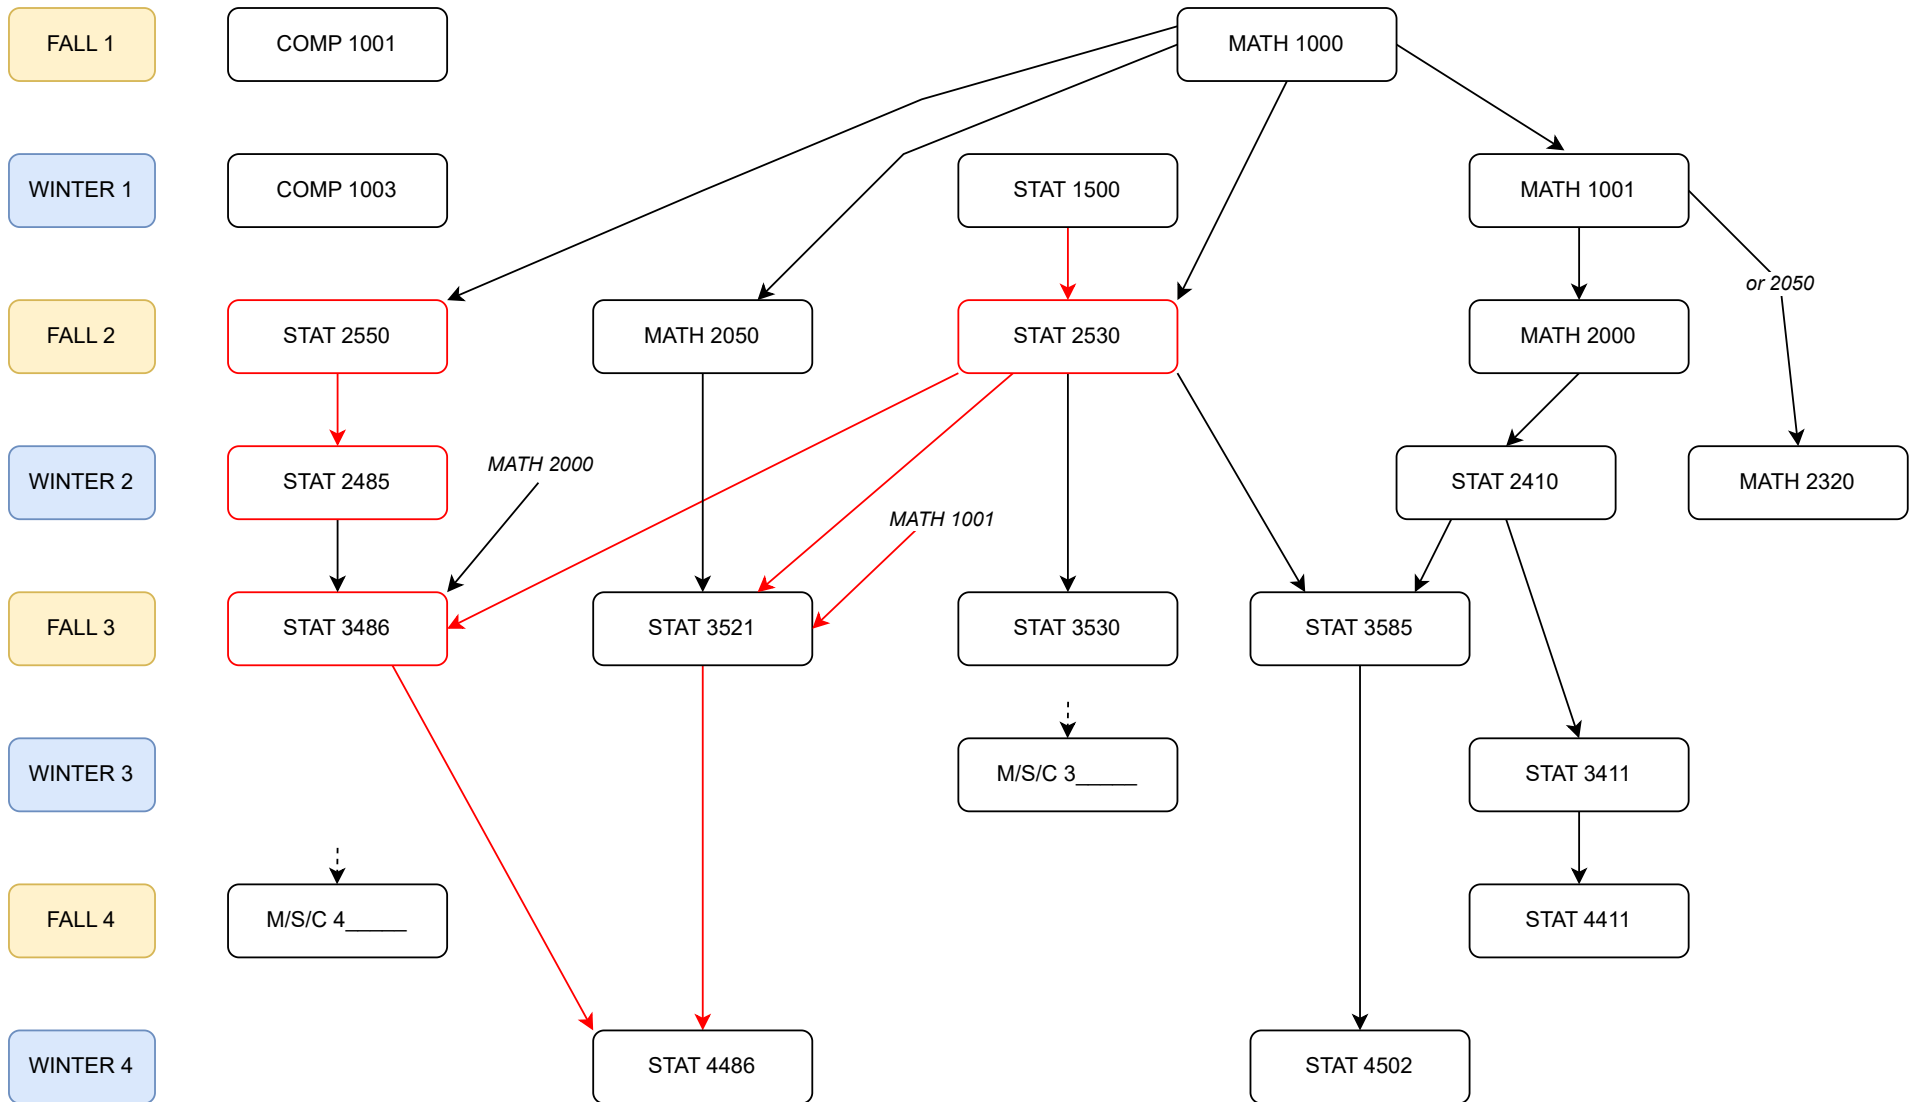 FALL 1
COMP 1001
MATH 1000
WINTER 1
COMP 1003
STAT 1500
MATH 1001
or 2050
FALL 2
STAT 2550
MATH 2050
STAT 2530
MATH 2000
WINTER 2
STAT 2485
MATH 2000
MATH 1001
STAT 2410
MATH 2320
FALL 3
STAT 3486
STAT 3521
STAT 3530
STAT 3585
WINTER 3
M/S/C 3_____
STAT 3411
FALL 4
M/S/C 4_____
STAT 4411
WINTER 4
STAT 4486
STAT 4502